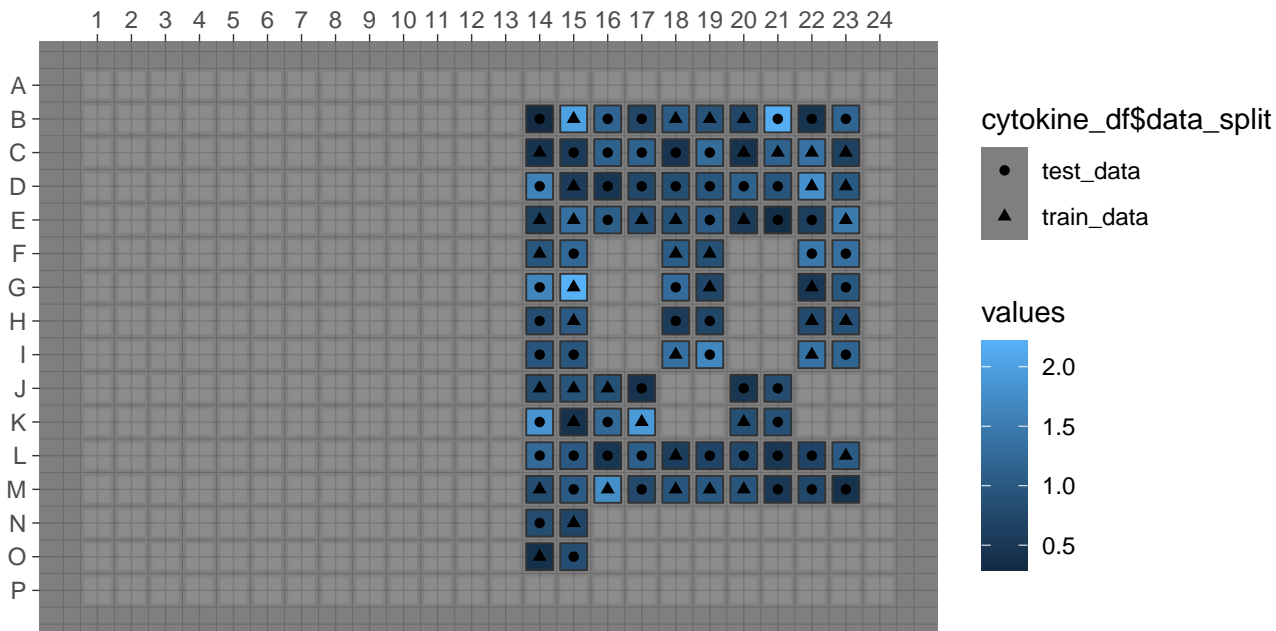 1 2 3 4 5 6 7 8 9 10 11 12 13 14 15 16 17 18 19 20 21 22 23 24
A
B
C
D
E
F
G
H
I
J
K
L
M
N
O
P
cytokine_df$data_split
test_data
train_data
values
2.0
1.5
1.0
0.5